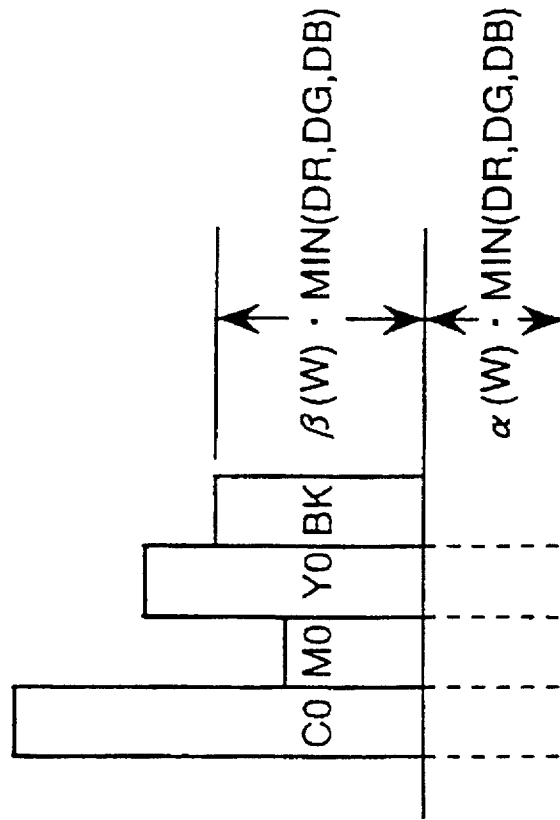 C0 M0 Y0 BK
β(W) · MIN(DR,DG,DB)
α(W) · MIN(DR,DG,DB)